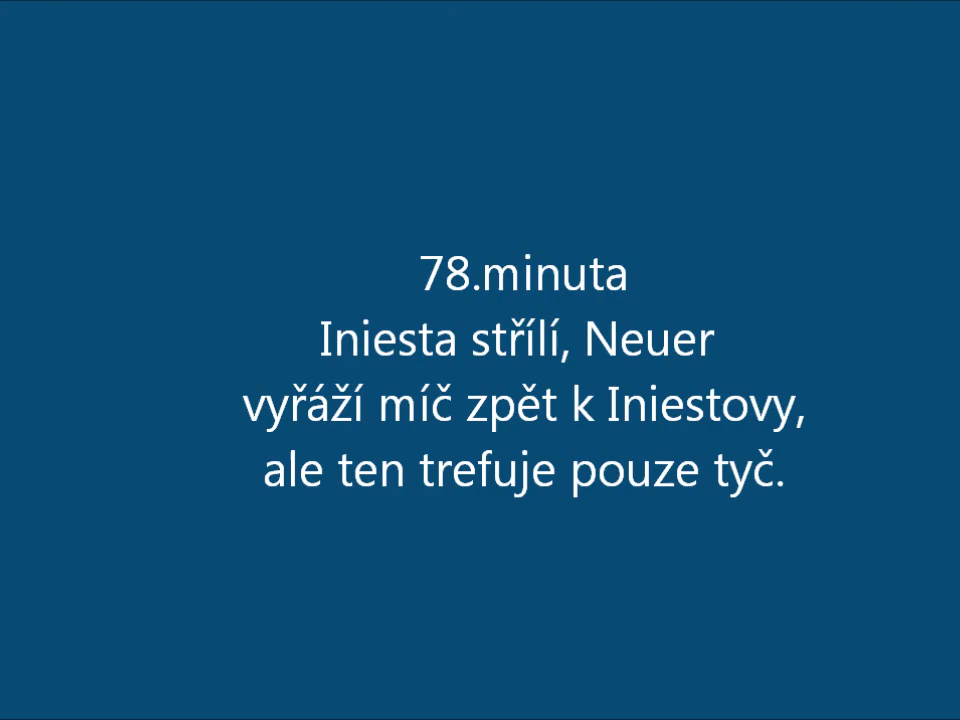 78.minuta
Iniesta střílí, Neuer
vyřáží míč zpět k Iniestovy,
ale ten trefuje pouze tyč.